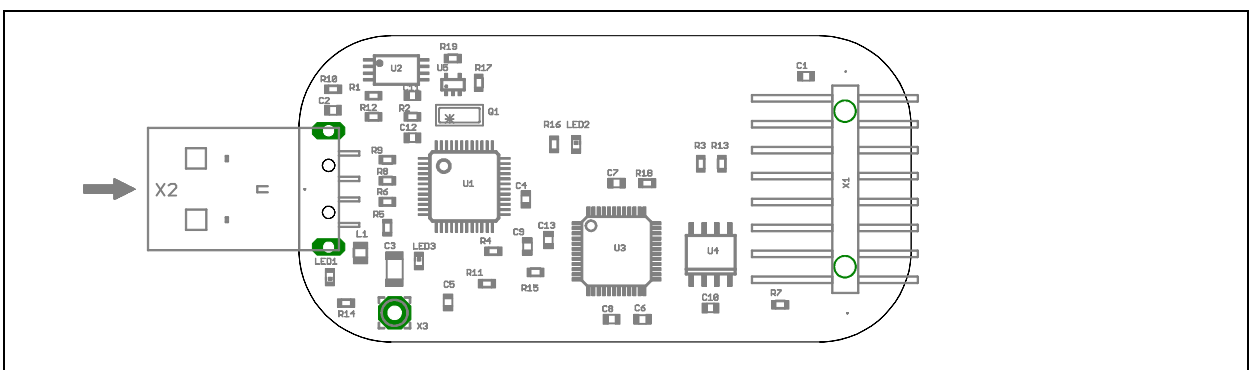 R19
U2
U5
R17
C1
R10
R1
C11
C2
R12
R2
Q1
C12
R16 LED2
R9
R3 R13
R8
U1
C7 R18
X2
R6
C4
X1
R5
L1
C3
LED3
R4
C9
C13
U3
U4
LED1
R11
R15
C5
R14
X3
C8 C6
C10
R7